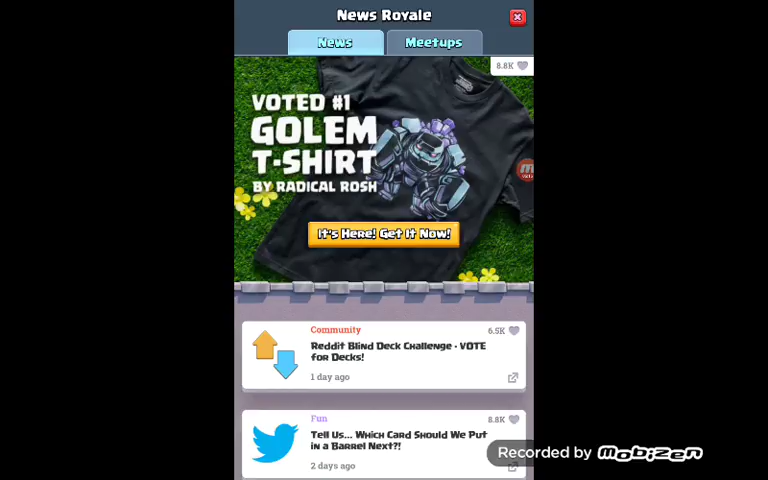 News Royale
News
Meetups
8.8K
VOTED #1
GOLEM
T-SHIRT
BY RADICAL ROSH
It's Here! Get It Now!
Community
6.5K
Reddit Blind Deck Challenge - VOTE
for Decks!
1 day ago
Fun
8.8K
Tell Us... Which Card Should We Put
in a Barrel Next?!
2 days ago
Recorded by Mobizen